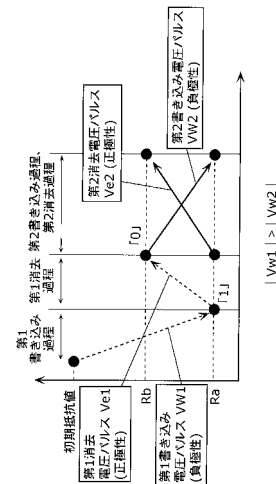 第1
書き込み
過程
第1消去
過程
第2書き込み過程、
第2消去過程
初期抵抗値
Rb
Ra
「0」
「1」
第2消去電圧パルス
Ve2 (正極性)
第2書き込み電圧パルス
VW2 (負極性)
第1消去
電圧パルス Ve1
(正極性)
第1書き込み
電圧パルス VW1
(負極性)
| Vw1 | > | Vw2 |